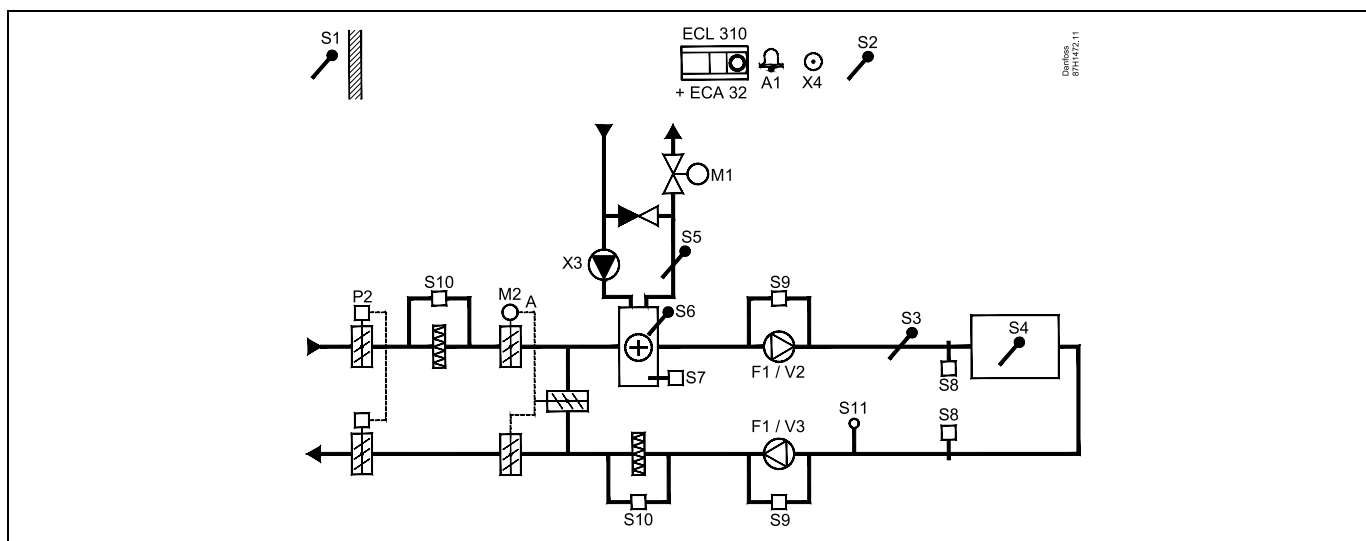 S1
ECL 310
+ ECA 32
A1
X4
S2
Danfoss
87H1472.11
M1
S5
X3
P2
S10
M2
A
S6
S9
S3
S4
F1 / V2
S7
S8
S11
S8
F1 / V3
S10
S9